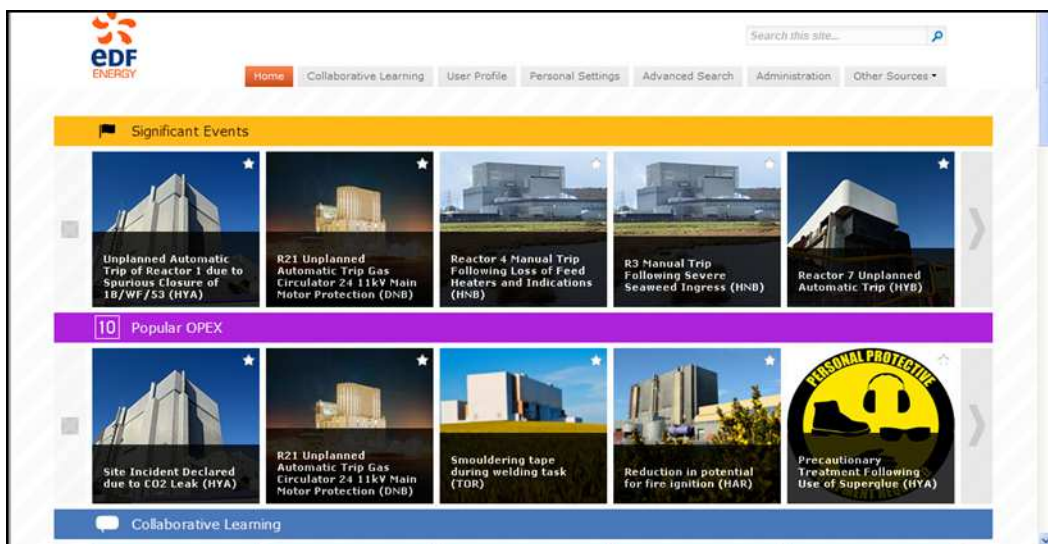 eDF
ENERGY
Search this site...
Home Collaborative Learning User Profile Personal Settings Advanced Search Administration Other Sources
Significant Events
Unplanned Automatic
Trip of Reactor 1 due to
Spurious Closure of
1B/WF/53 (HYA)
R21 Unplanned
Automatic Trip Gas
Circulator 24 11kV Main
Motor Protection (DNB)
Reactor 4 Manual Trip
Following Loss of Feed
Heaters and Indications
(HNB)
R3 Manual Trip
Following Severe
Seaweed Ingress (HNB)
Reactor 7 Unplanned
Automatic Trip (HYB)
10 Popular OPEX
Site Incident Declared
due to CO2 Leak (HYA)
R21 Unplanned
Automatic Trip Gas
Circulator 24 11kV Main
Motor Protection (DNB)
Smouldering tape
during welding task
(TOR)
Reduction in potential
for fire ignition (HAR)
PERSONAL PROTECTIVE
Precautionary
Treatment Following
Use of Superglue (HYA)
Collaborative Learning